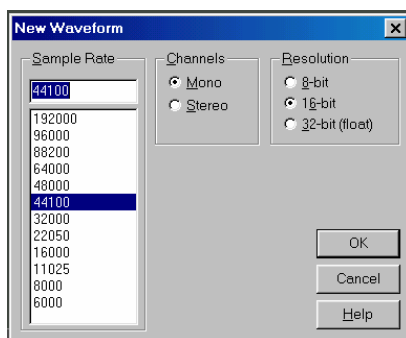 New Waveform
Sample Rate
44100
192000
96000
88200
64000
48000
44100
32000
22050
16000
11025
8000
6000
Channels
Mono
Stereo
Resolution
8-bit
16-bit
32-bit (float)
OK
Cancel
Help